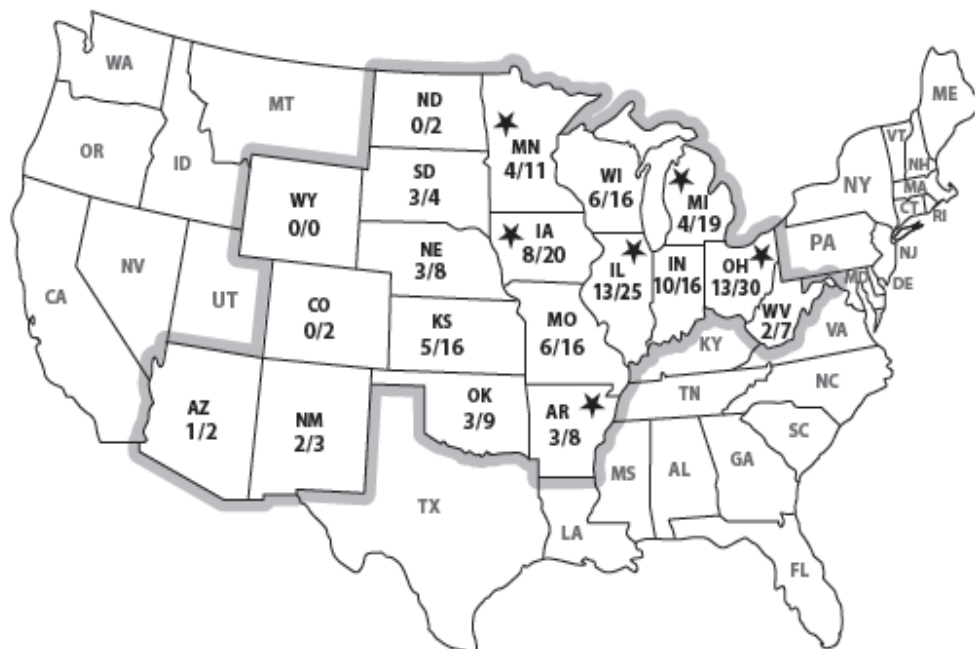 WA
MT
ND
0/2
MN
4/11
ME
VT
NH
OR
ID
SD
3/4
WI
6/16
MI
4/19
NY
MA
CT
RI
WY
0/0
IA
8/20
PA
NJ
NV
NE
3/8
IL
13/25
IN
10/16
OH
13/30
MD
DE
CA
UT
CO
0/2
KS
5/16
MO
6/16
WV
2/7
VA
KY
NC
AZ
1/2
NM
2/3
OK
3/9
AR
3/8
TN
SC
MS
AL
GA
TX
LA
FL